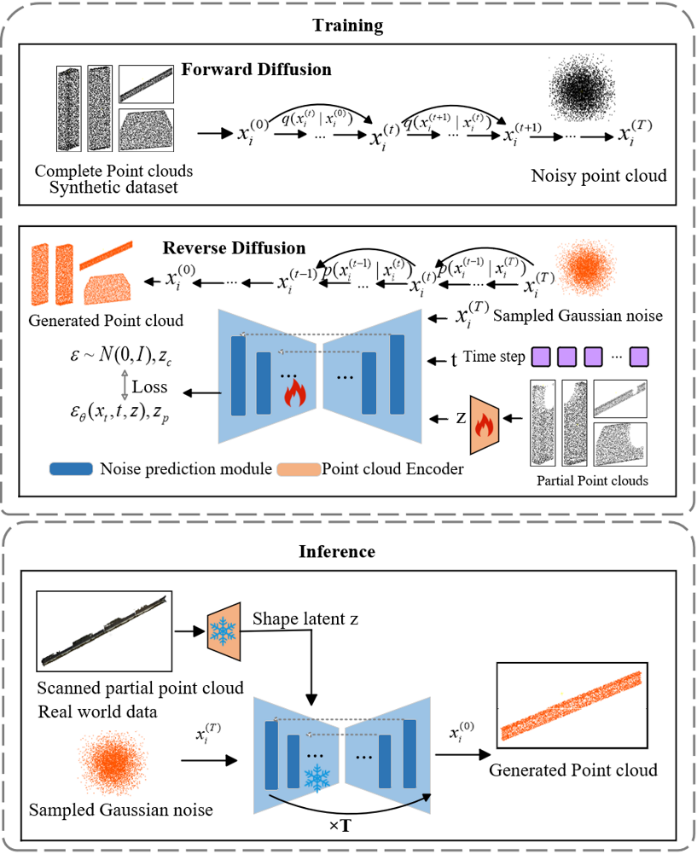 Training
Forward Diffusion
x_i^{(0)} q(x_i^{(t)} | x_i^{(0)}) ... x_i^{(t)} q(x_i^{(t+1)} | x_i^{(t)}) ... x_i^{(t+1)} ... x_i^{(T)}
Complete Point clouds
Synthetic dataset
Noisy point cloud
Reverse Diffusion
x_i^{(0)} ... x_i^{(t-1)} p(x_i^{(t-1)} | x_i^{(t)}) ... x_i^{(t)} p(x_i^{(t-1)} | x_i^{(T)}) ... x_i^{(T)}
Generated Point cloud
x_i^{(T)} Sampled Gaussian noise
ε ~ N(0, I), z_c
t Time step ...
Loss
ε_θ(x_t, t, z), z_p
... ...
z
Partial Point clouds
Noise prediction module
Point cloud Encoder
Inference
Shape latent z
Scanned partial point cloud
Real world data
x_i^{(T)}
... ...
x_i^{(0)}
Generated Point cloud
Sampled Gaussian noise
×T